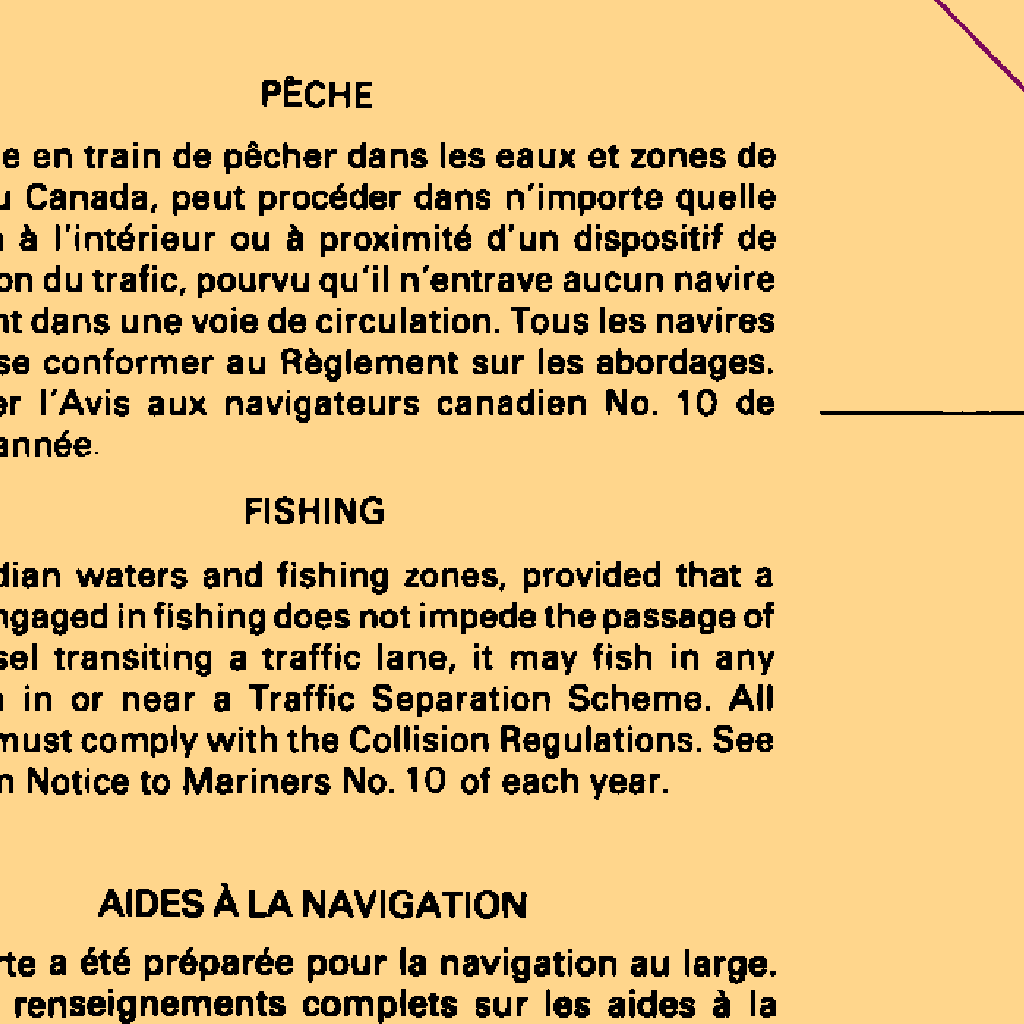 PÊCHE
e en train de pêcher dans les eaux et zones de
u Canada, peut procéder dans n'importe quelle
à l'intérieur ou à proximité d'un dispositif de
on du trafic, pourvu qu'il n'entrave aucun navire
nt dans une voie de circulation. Tous les navires
se conformer au Règlement sur les abordages.
er l'Avis aux navigateurs canadien No. 10 de
année.
FISHING
dian waters and fishing zones, provided that a
ngaged in fishing does not impede the passage of
sel transiting a traffic lane, it may fish in any
in or near a Traffic Separation Scheme. All
must comply with the Collision Regulations. See
n Notice to Mariners No. 10 of each year.
AIDES À LA NAVIGATION
rte a été préparée pour la navigation au large.
renseignements complets sur les aides à la